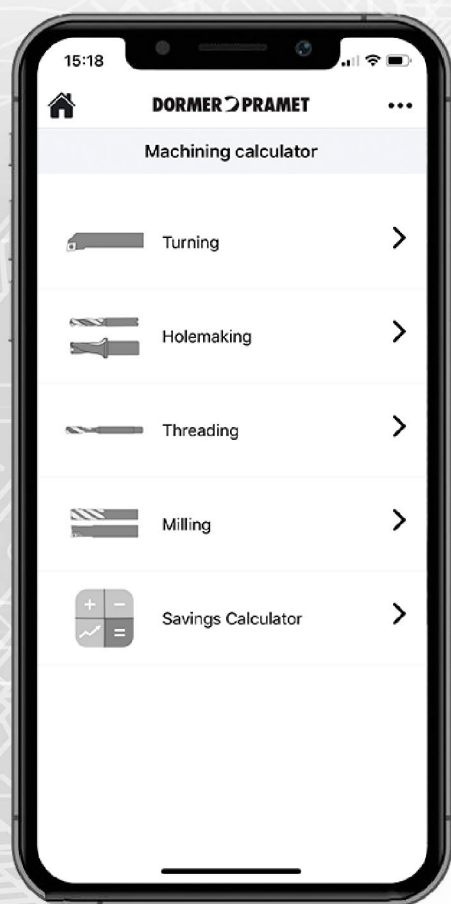 15:18
DORMER PRAMET
Machining calculator
Turning
Holemaking
Threading
Milling
Savings Calculator